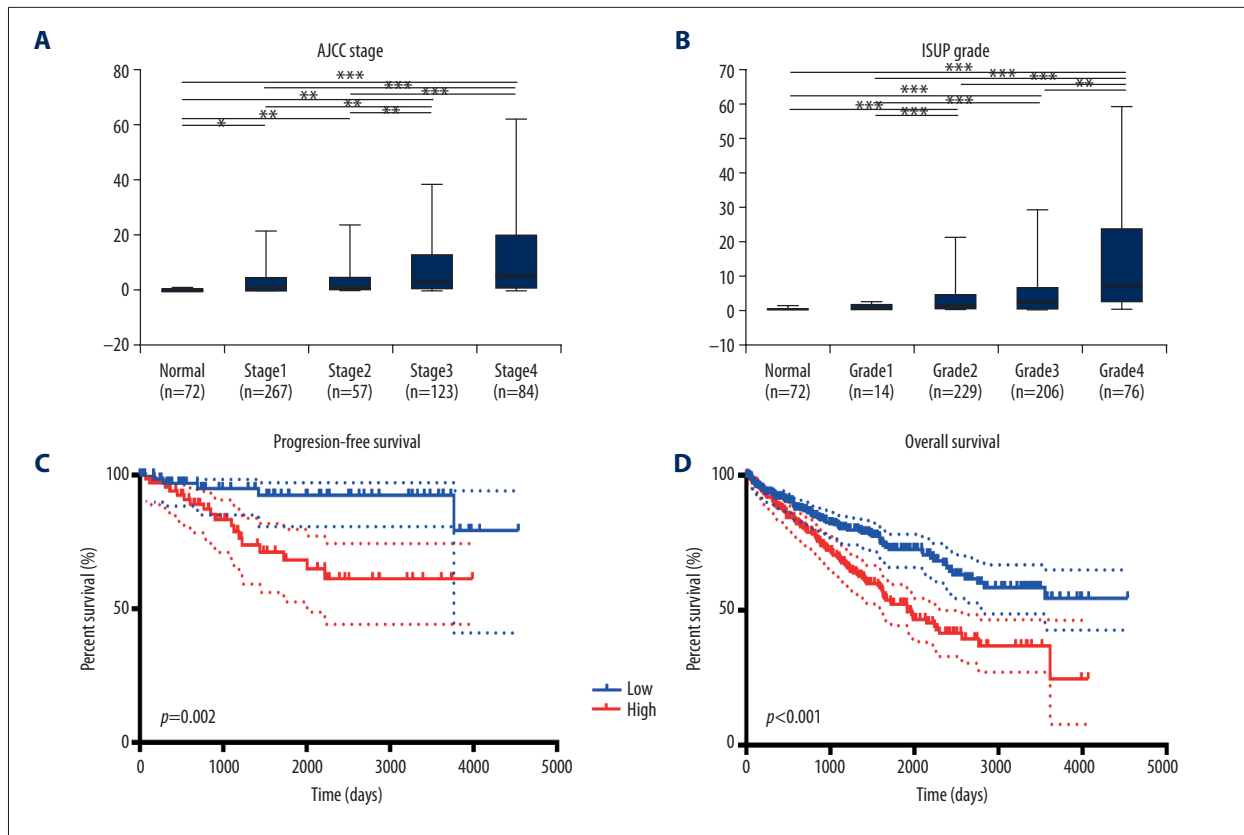 A
AJCC stage
80
60
40
20
0
−20
***
***
***
**
**
**
**
*
Normal
(n=72)
Stage1
(n=267)
Stage2
(n=57)
Stage3
(n=123)
Stage4
(n=84)
B
ISUP grade
70
60
50
40
30
20
10
0
−10
***
***
***
**
***
***
***
***
Normal
(n=72)
Grade1
(n=14)
Grade2
(n=229)
Grade3
(n=206)
Grade4
(n=76)
C
Progresion-free survival
Percent survival (%)
100
50
0
p=0.002
0 1000 2000 3000 4000 5000
Time (days)
Low
High
D
Overall survival
Percent survival (%)
100
50
0
p<0.001
0 1000 2000 3000 4000 5000
Time (days)